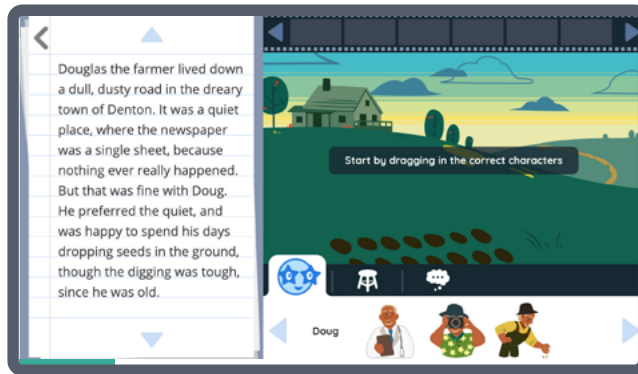 Douglas the farmer lived down
a dull, dusty road in the dreary
town of Denton. It was a quiet
place, where the newspaper
was a single sheet, because
nothing ever really happened.
But that was fine with Doug.
He preferred the quiet, and
was happy to spend his days
dropping seeds in the ground,
though the digging was tough,
since he was old.
Start by dragging in the correct characters
Doug